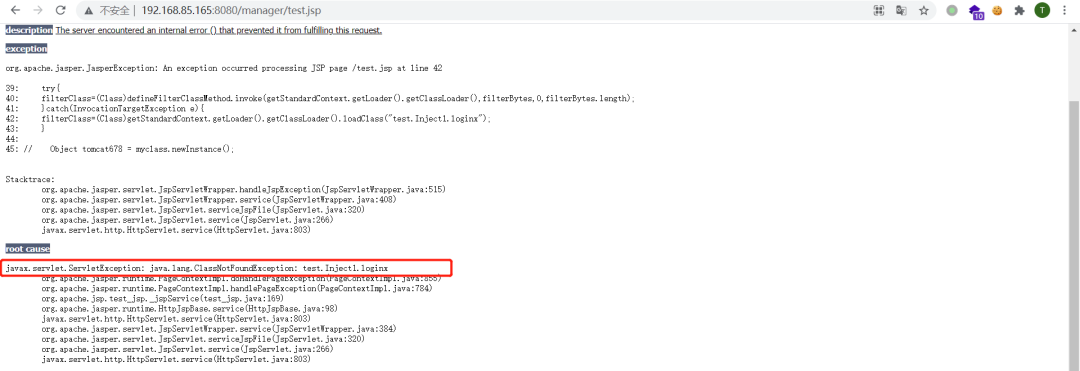 不安全 | 192.168.85.165:8080/manager/test.jsp
10
T
description The server encountered an internal error () that prevented it from fulfilling this request.
exception
org.apache.jasper.JasperException: An exception occurred processing JSP page /test.jsp at line 42
39: try{
40: filterClass=(Class)defineFilterClassMethod.invoke(getStandardContext.getLoader().getClassLoader(),filterBytes,0,filterBytes.length);
41: }catch(InvocationTargetException e){
42: filterClass=(Class)getStandardContext.getLoader().getClassLoader().loadClass("test.Inject1.loginx");
43: }
44:
45: // Object tomcat678 = myclass.newInstance();
Stacktrace:
org.apache.jasper.servlet.JspServletWrapper.handleJspException(JspServletWrapper.java:515)
org.apache.jasper.servlet.JspServletWrapper.service(JspServletWrapper.java:408)
org.apache.jasper.servlet.JspServlet.serviceJspFile(JspServlet.java:320)
org.apache.jasper.servlet.JspServlet.service(JspServlet.java:266)
javax.servlet.http.HttpServlet.service(HttpServlet.java:803)
root cause
javax.servlet.ServletException: java.lang.ClassNotFoundException: test.Inject1.loginx
org.apache.jasper.runtime.PageContextImpl.doHandlePageException(PageContextImpl.java:855)
org.apache.jasper.runtime.PageContextImpl.handlePageException(PageContextImpl.java:784)
org.apache.jsp.test_jsp._jspService(test_jsp.java:169)
org.apache.jasper.runtime.HttpJspBase.service(HttpJspBase.java:98)
javax.servlet.http.HttpServlet.service(HttpServlet.java:803)
org.apache.jasper.servlet.JspServletWrapper.service(JspServletWrapper.java:384)
org.apache.jasper.servlet.JspServlet.serviceJspFile(JspServlet.java:320)
org.apache.jasper.servlet.JspServlet.service(JspServlet.java:266)
javax.servlet.http.HttpServlet.service(HttpServlet.java:803)